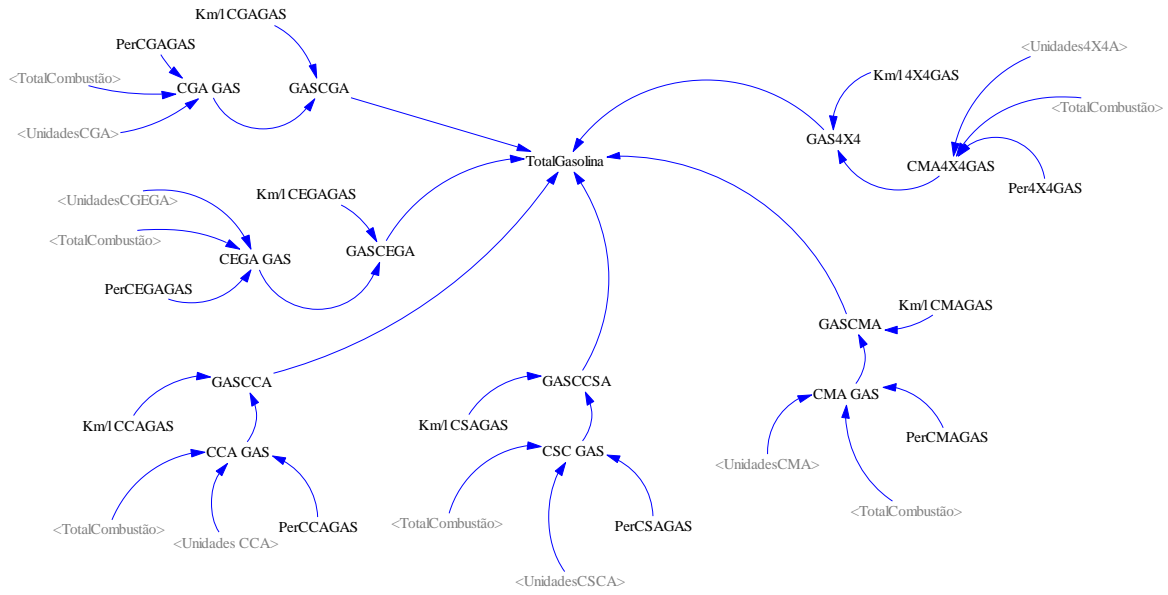 Km/l CGAGAS
PerCGAGAS
<TotalCombustão>
CGA GAS
GASCGA
<UnidadesCGA>
<Unidades4X4A>
Km/l 4X4GAS
<TotalCombustão>
GAS4X4
CMA4X4GAS
Per4X4GAS
TotalGasolina
<UnidadesCGEGA>
Km/l CEGAGAS
<TotalCombustão>
CEGA GAS
GASCEGA
PerCEGAGAS
Km/l CMAGAS
GASCMA
GASCCA
GASCCSA
CMA GAS
Km/l CCAGAS
Km/l CSAGAS
PerCMAGAS
CCA GAS
CSC GAS
<UnidadesCMA>
<TotalCombustão>
<TotalCombustão>
<Unidades CCA>
PerCCAGAS
<TotalCombustão>
PerCSAGAS
<UnidadesCSCA>